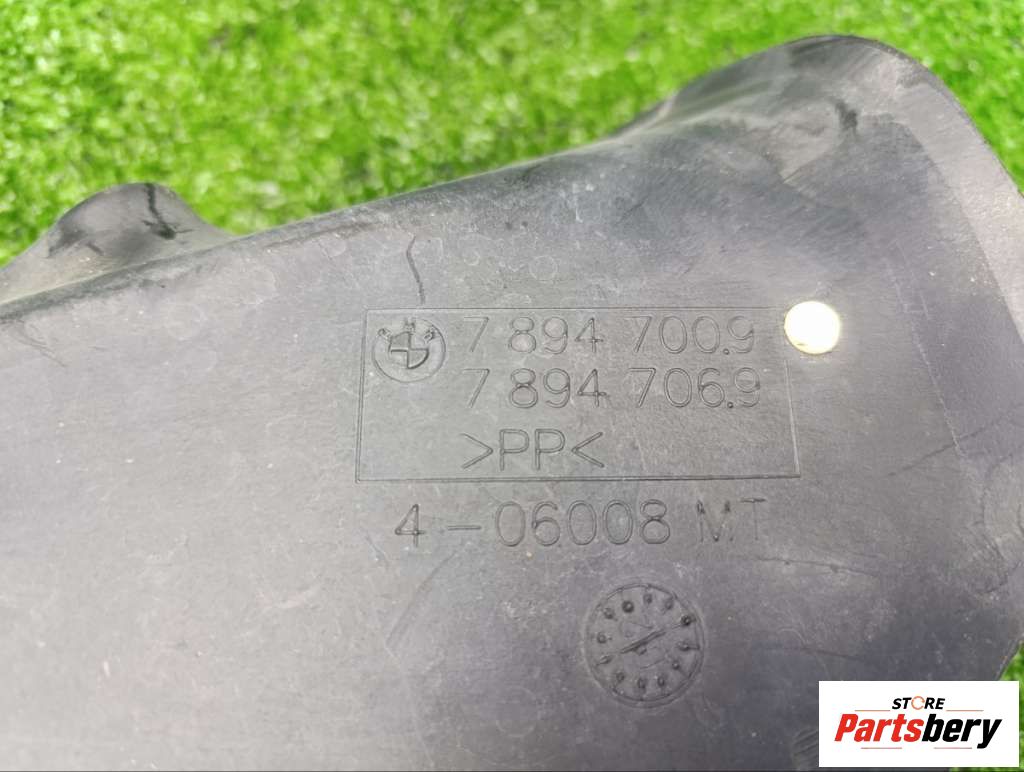 7 894 700.9
7 894 706.9
>PP<
4-06008 MT
STORE
Partsbery